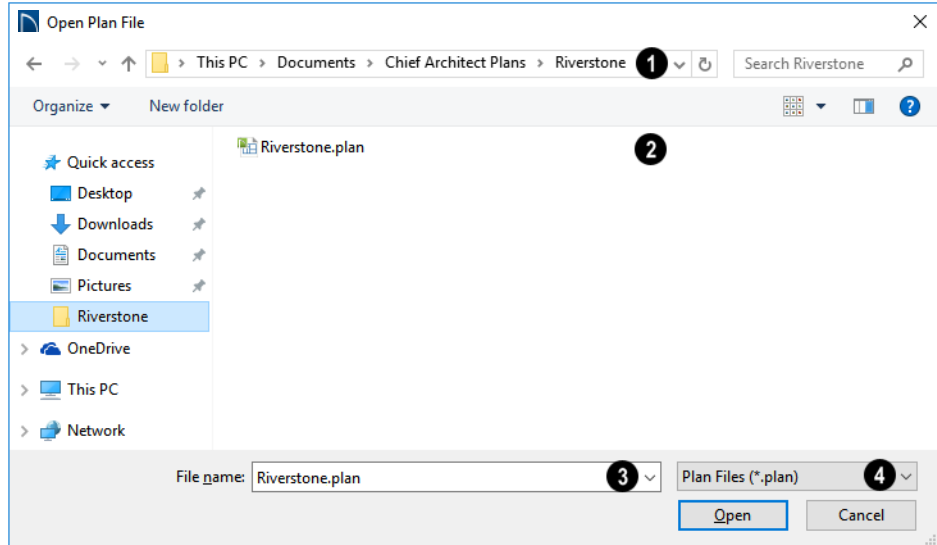 Open Plan File
This PC > Documents > Chief Architect Plans > Riverstone 1 Search Riverstone
Organize New folder ?
Riverstone.plan 2
Quick access
Desktop
Downloads
Documents
Pictures
Riverstone
> OneDrive
> This PC
> Network
File name: Riverstone.plan 3 Plan Files (*.plan) 4
Open Cancel